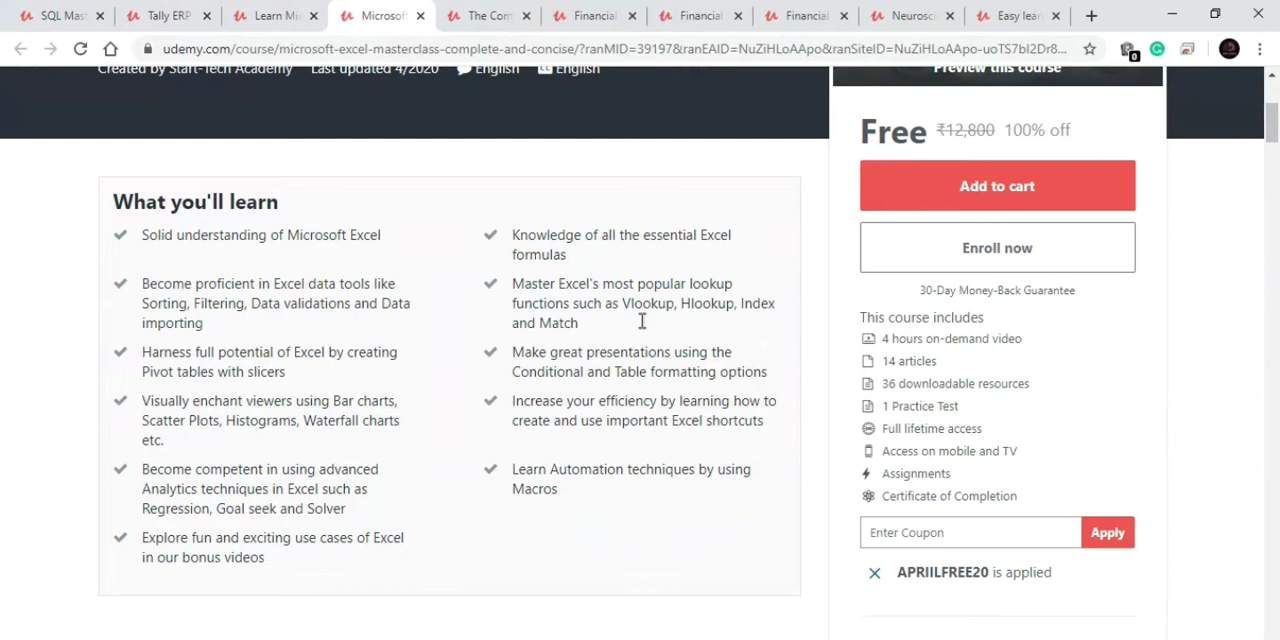 SQL Mas
Tally ERP
Learn Mi
Microsof
The Com
Financial
Financial
Financial
Neurosc
Easy lear
udemy.com/course/microsoft-excel-masterclass-complete-and-concise/?ranMID=39197&ranEAID=NuZiHLoAApo&ranSiteID=NuZiHLoAApo-uoTS7bI2Dr8...
0
Created by Start-Tech Academy Last updated 4/2020 English English
Preview this course
What you'll learn
Solid understanding of Microsoft Excel
Become proficient in Excel data tools like
Sorting, Filtering, Data validations and Data
importing
Harness full potential of Excel by creating
Pivot tables with slicers
Visually enchant viewers using Bar charts,
Scatter Plots, Histograms, Waterfall charts
etc.
Become competent in using advanced
Analytics techniques in Excel such as
Regression, Goal seek and Solver
Explore fun and exciting use cases of Excel
in our bonus videos
Knowledge of all the essential Excel
formulas
Master Excel's most popular lookup
functions such as Vlookup, Hlookup, Index
and Match
Make great presentations using the
Conditional and Table formatting options
Increase your efficiency by learning how to
create and use important Excel shortcuts
Learn Automation techniques by using
Macros
Free ₹12,800 100% off
Add to cart
Enroll now
30-Day Money-Back Guarantee
This course includes
4 hours on-demand video
14 articles
36 downloadable resources
1 Practice Test
Full lifetime access
Access on mobile and TV
Assignments
Certificate of Completion
Enter Coupon
Apply
APRIILFREE20 is applied